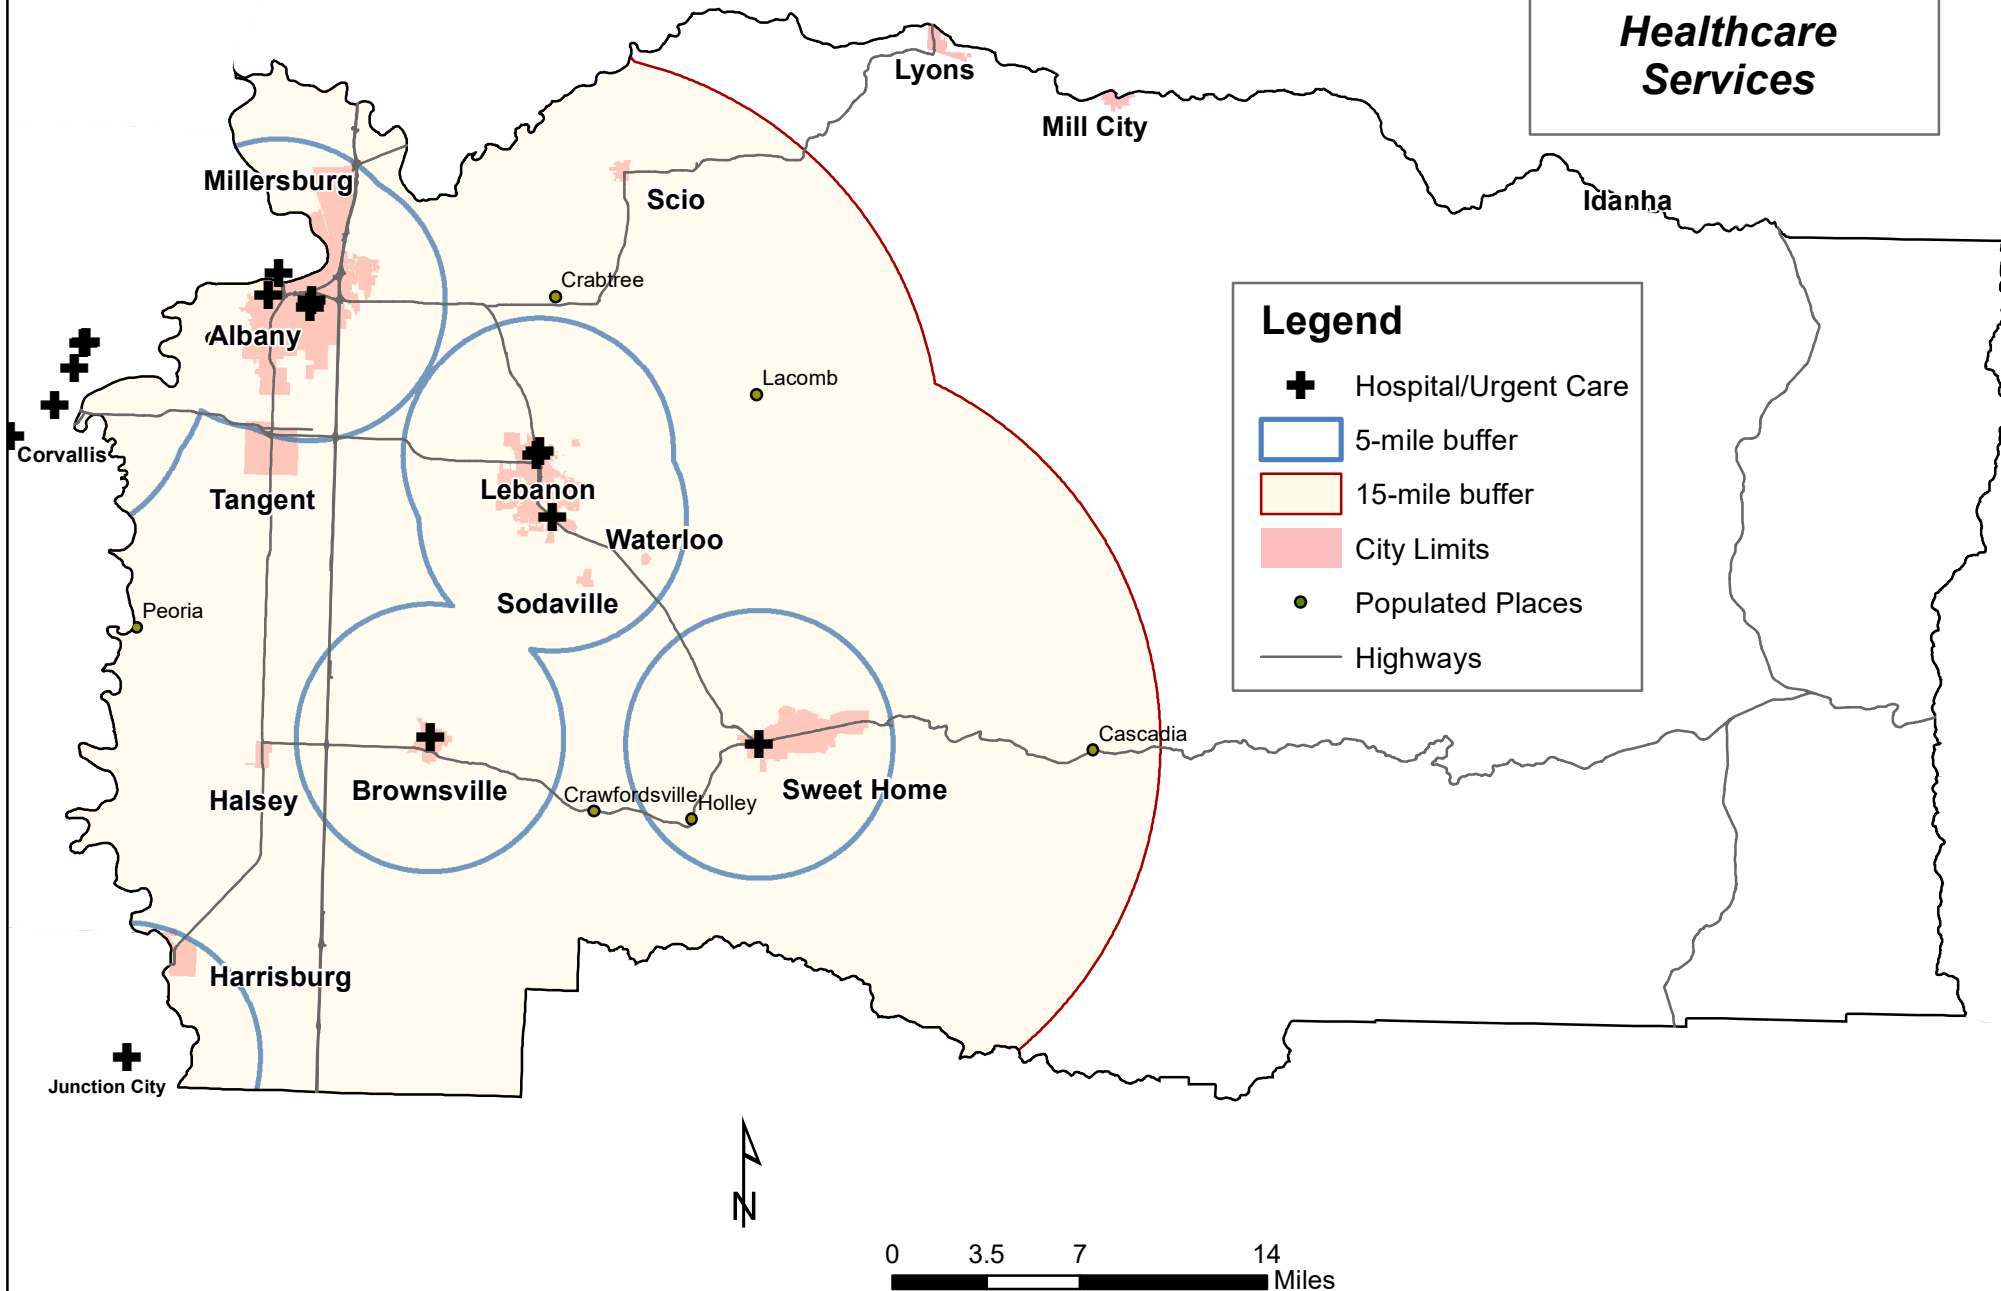 Healthcare
Services
Lyons
Mill City
Millersburg
Scio
Idanha
Crabtree
Albany
Lacomb
Corvallis
Tangent
Lebanon
Waterloo
Sodaville
Peoria
Cascadia
Halsey
Brownsville
Crawfordsville
Holley
Sweet Home
Harrisburg
Junction City
Legend
Hospital/Urgent Care
5-mile buffer
15-mile buffer
City Limits
Populated Places
Highways
N
0 3.5 7 14
Miles